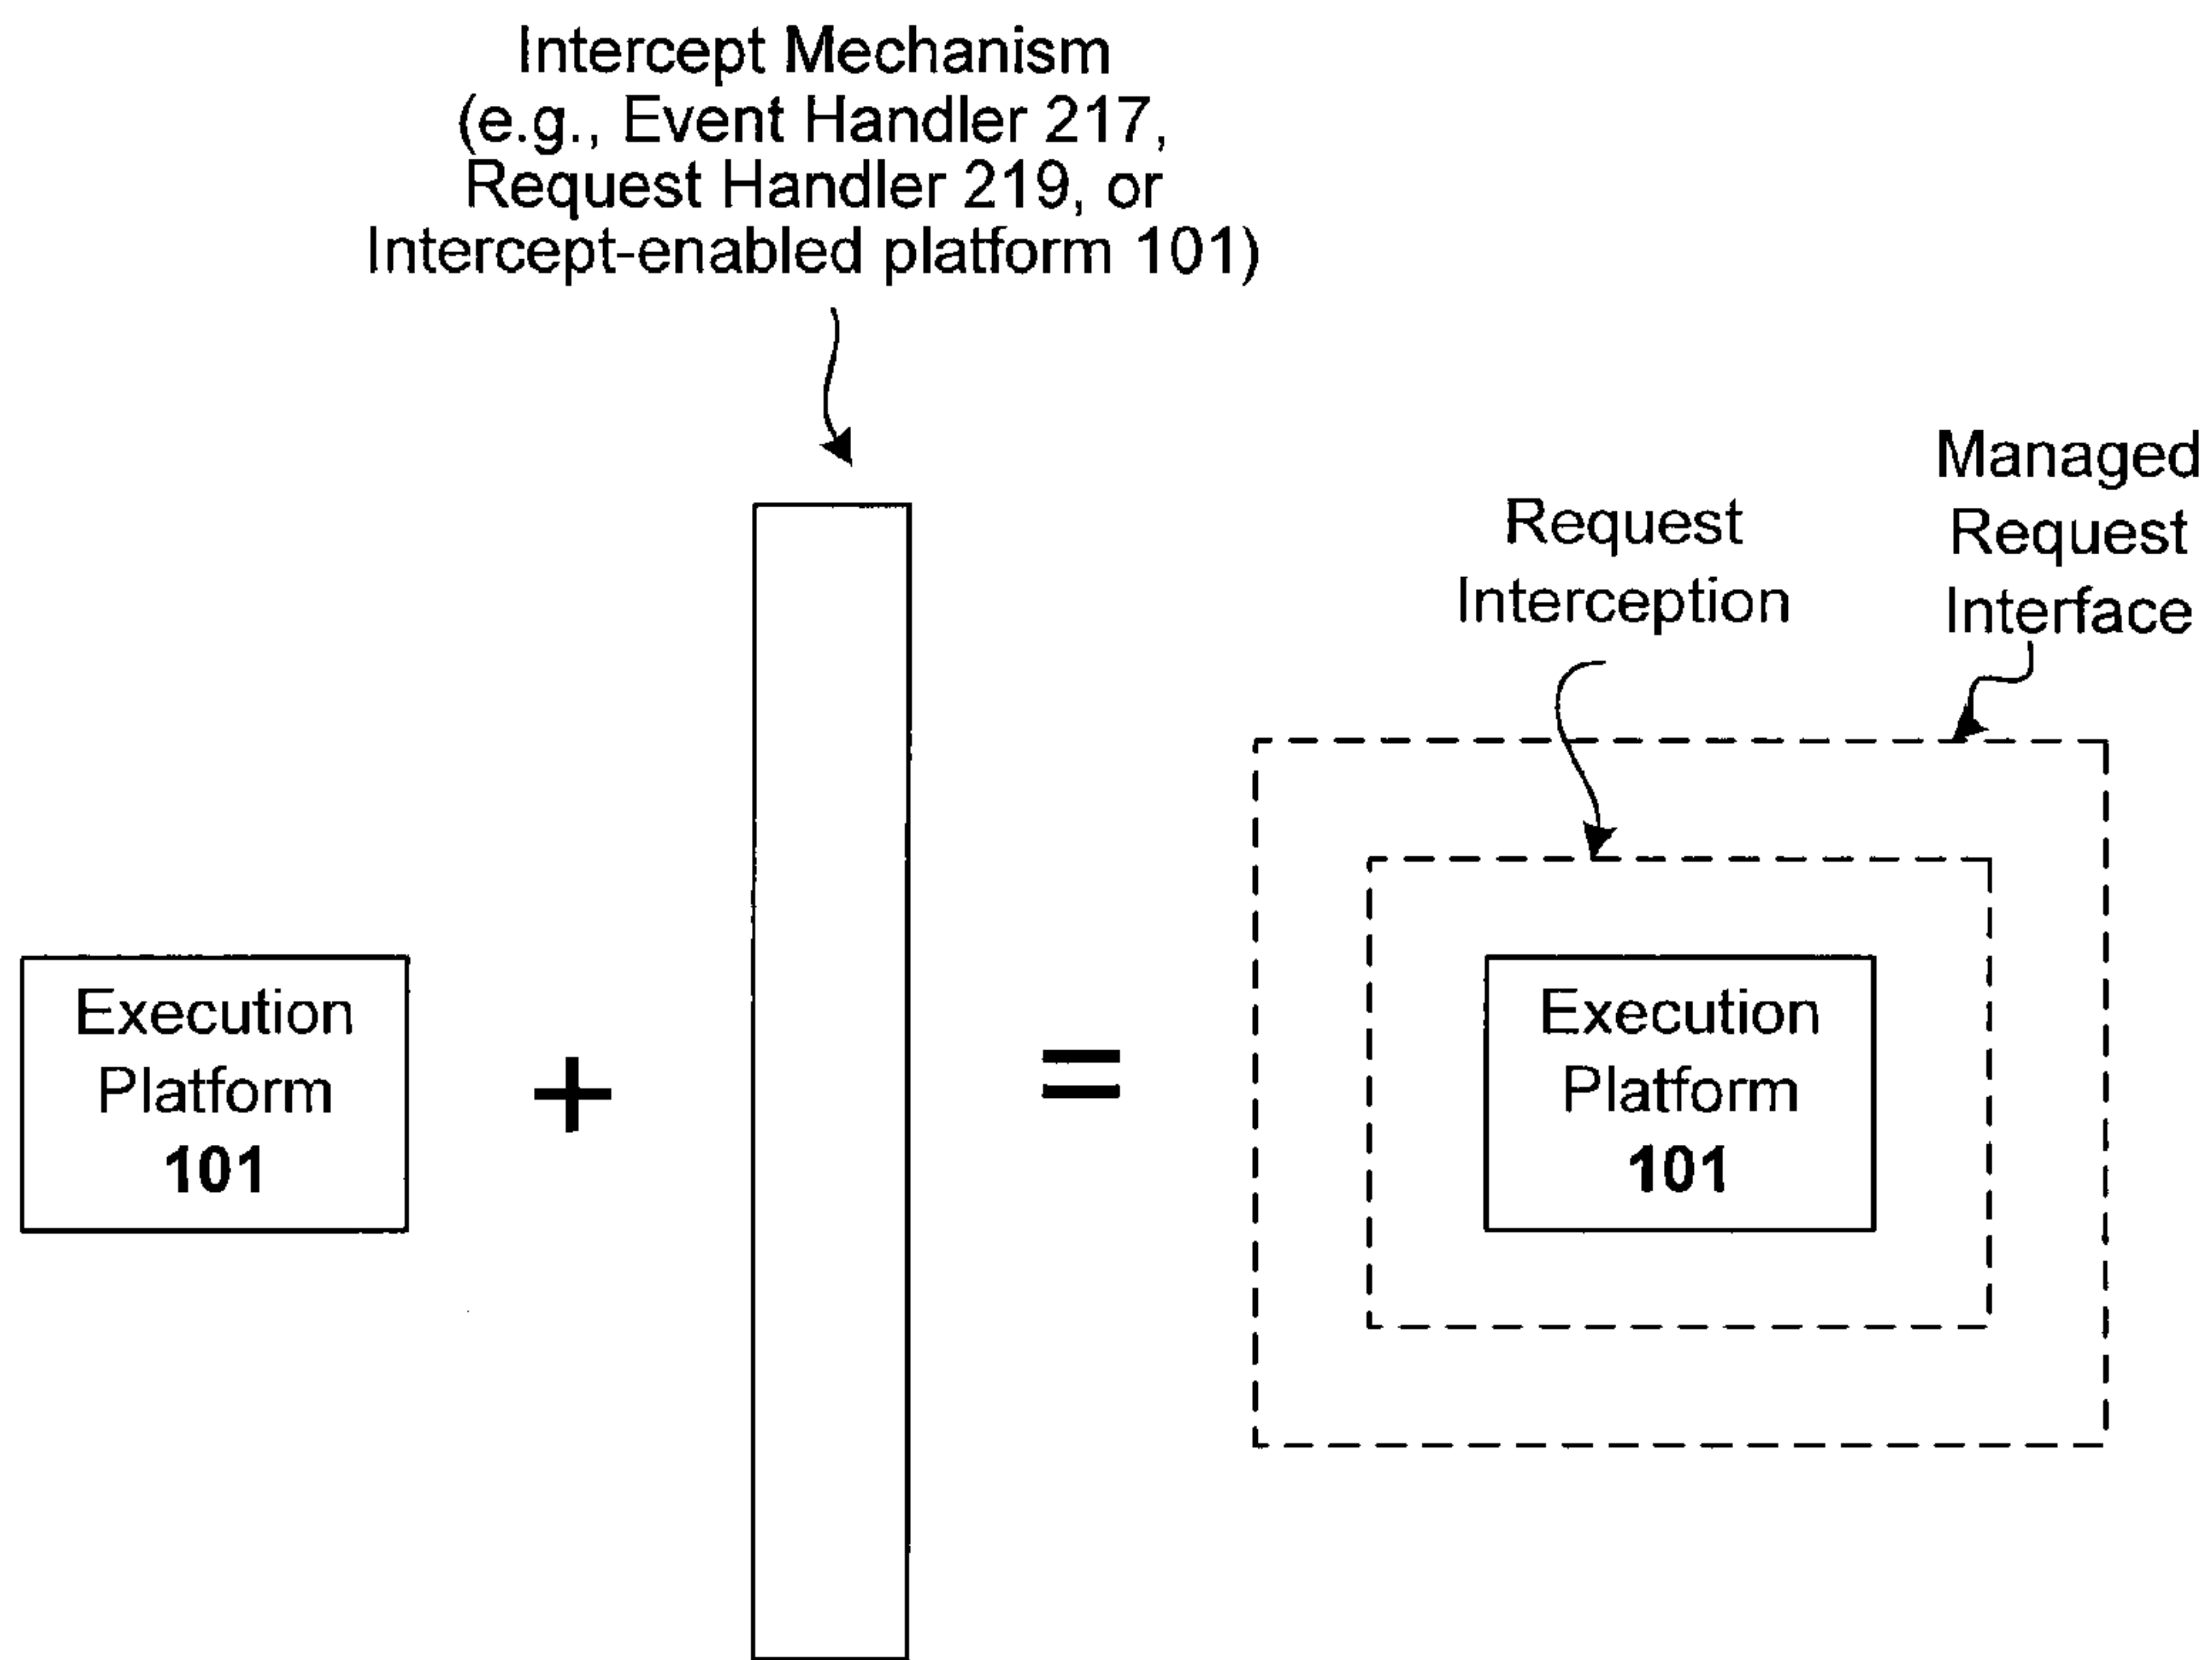 Intercept Mechanism
(e.g., Event Handler 217,
Request Handler 219, or
Intercept-enabled platform 101)
Managed
Request
Interface
Request
Interception
Execution
Platform
101
+
=
Execution
Platform
101